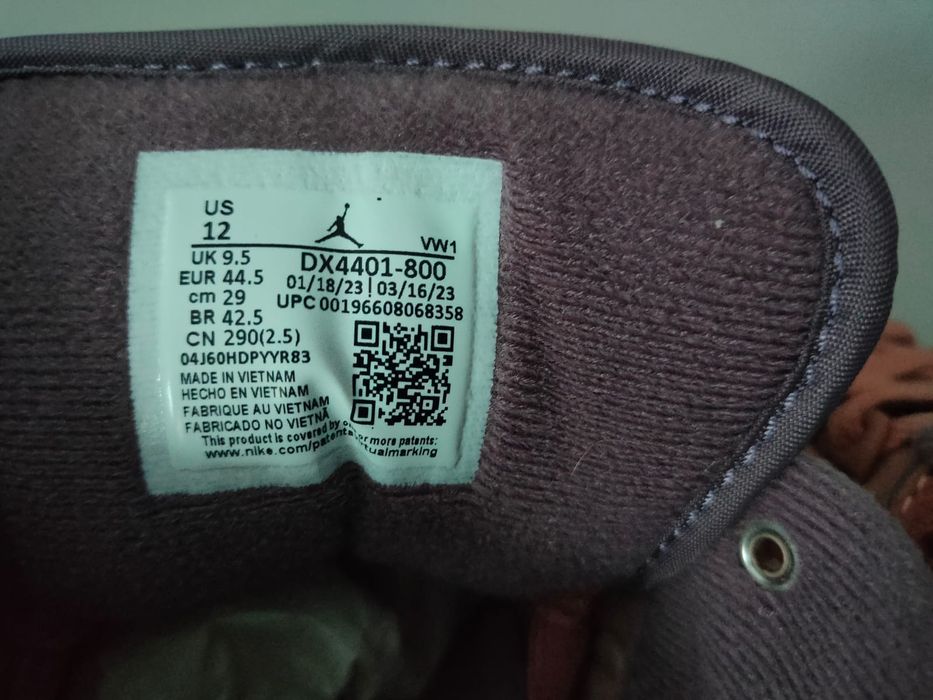 US
12
VW1
UK 9.5
DX4401-800
EUR 44.5
01/18/23 | 03/16/23
cm 29
UPC 00196608068358
BR 42.5
CN 290(2.5)
04J60HDPYYR83
MADE IN VIETNAM
HECHO EN VIETNAM
FABRIQUE AU VIETNAM
FABRICADO NO VIETNÃ
This product is covered by or more patents:
www.nike.com/patents